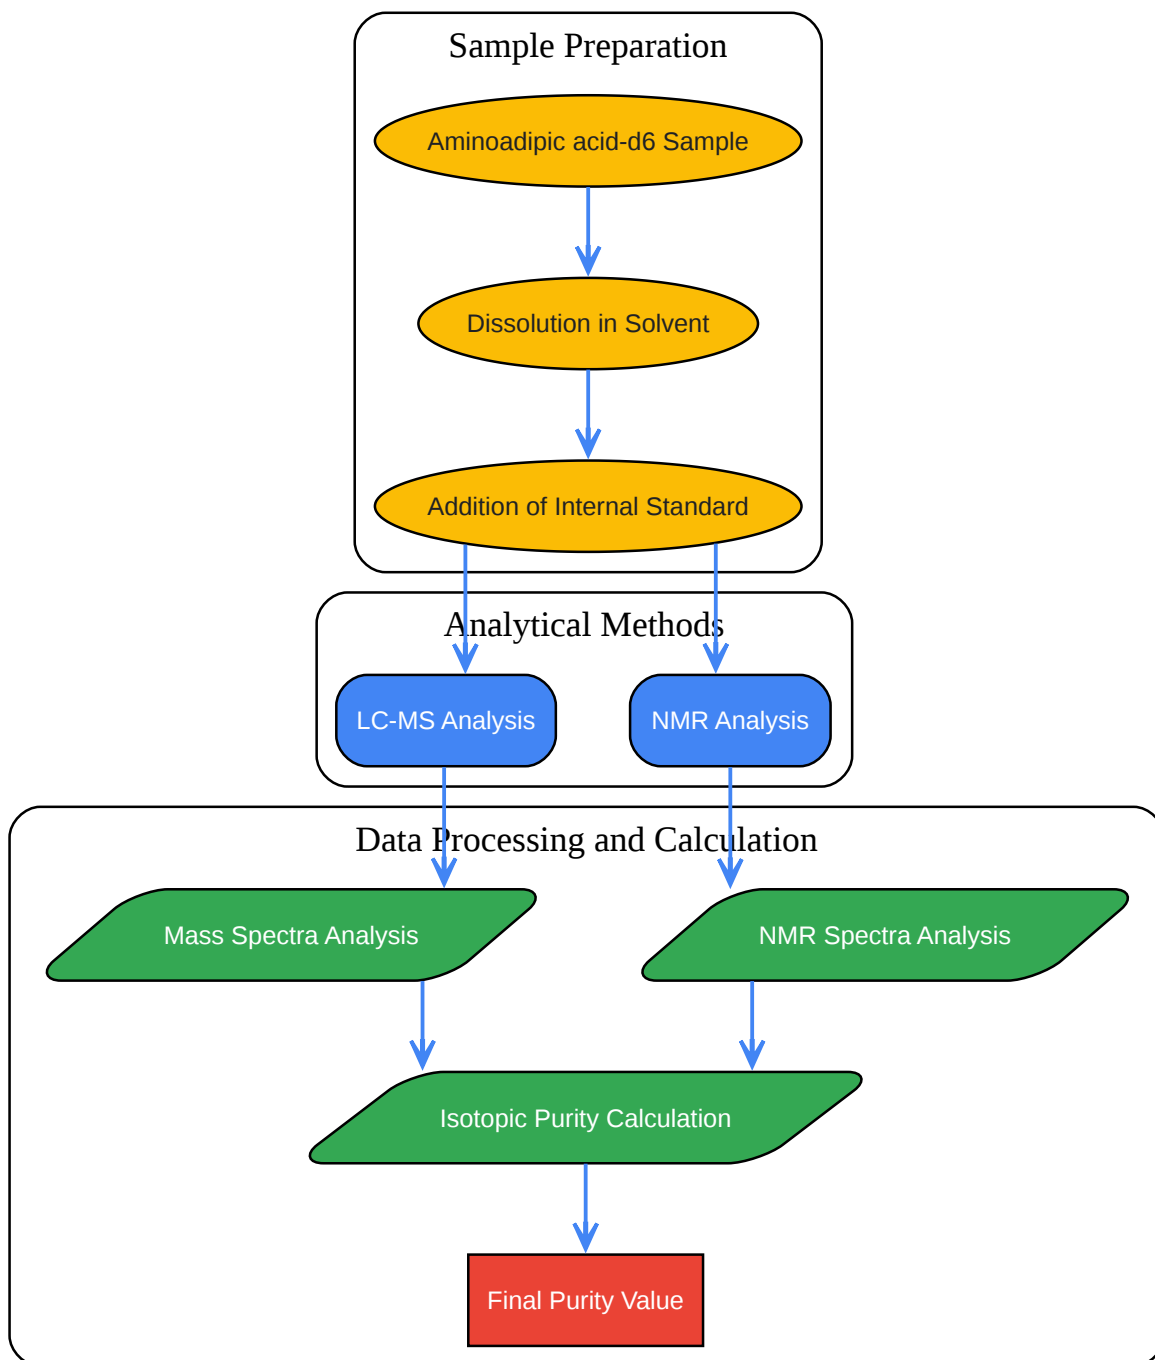 Sample Preparation
Aminoadipic acid-d6 Sample
Dissolution in Solvent
Addition of Internal Standard
Analytical Methods
LC-MS Analysis
NMR Analysis
Data Processing and Calculation
Mass Spectra Analysis
NMR Spectra Analysis
Isotopic Purity Calculation
Final Purity Value